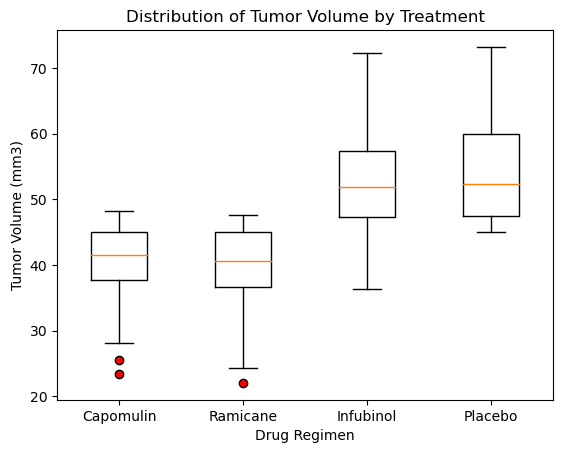 Distribution of Tumor Volume by Treatment
Tumor Volume (mm3)
70
60
50
40
30
20
Capomulin Ramicane Infubinol Placebo
Drug Regimen